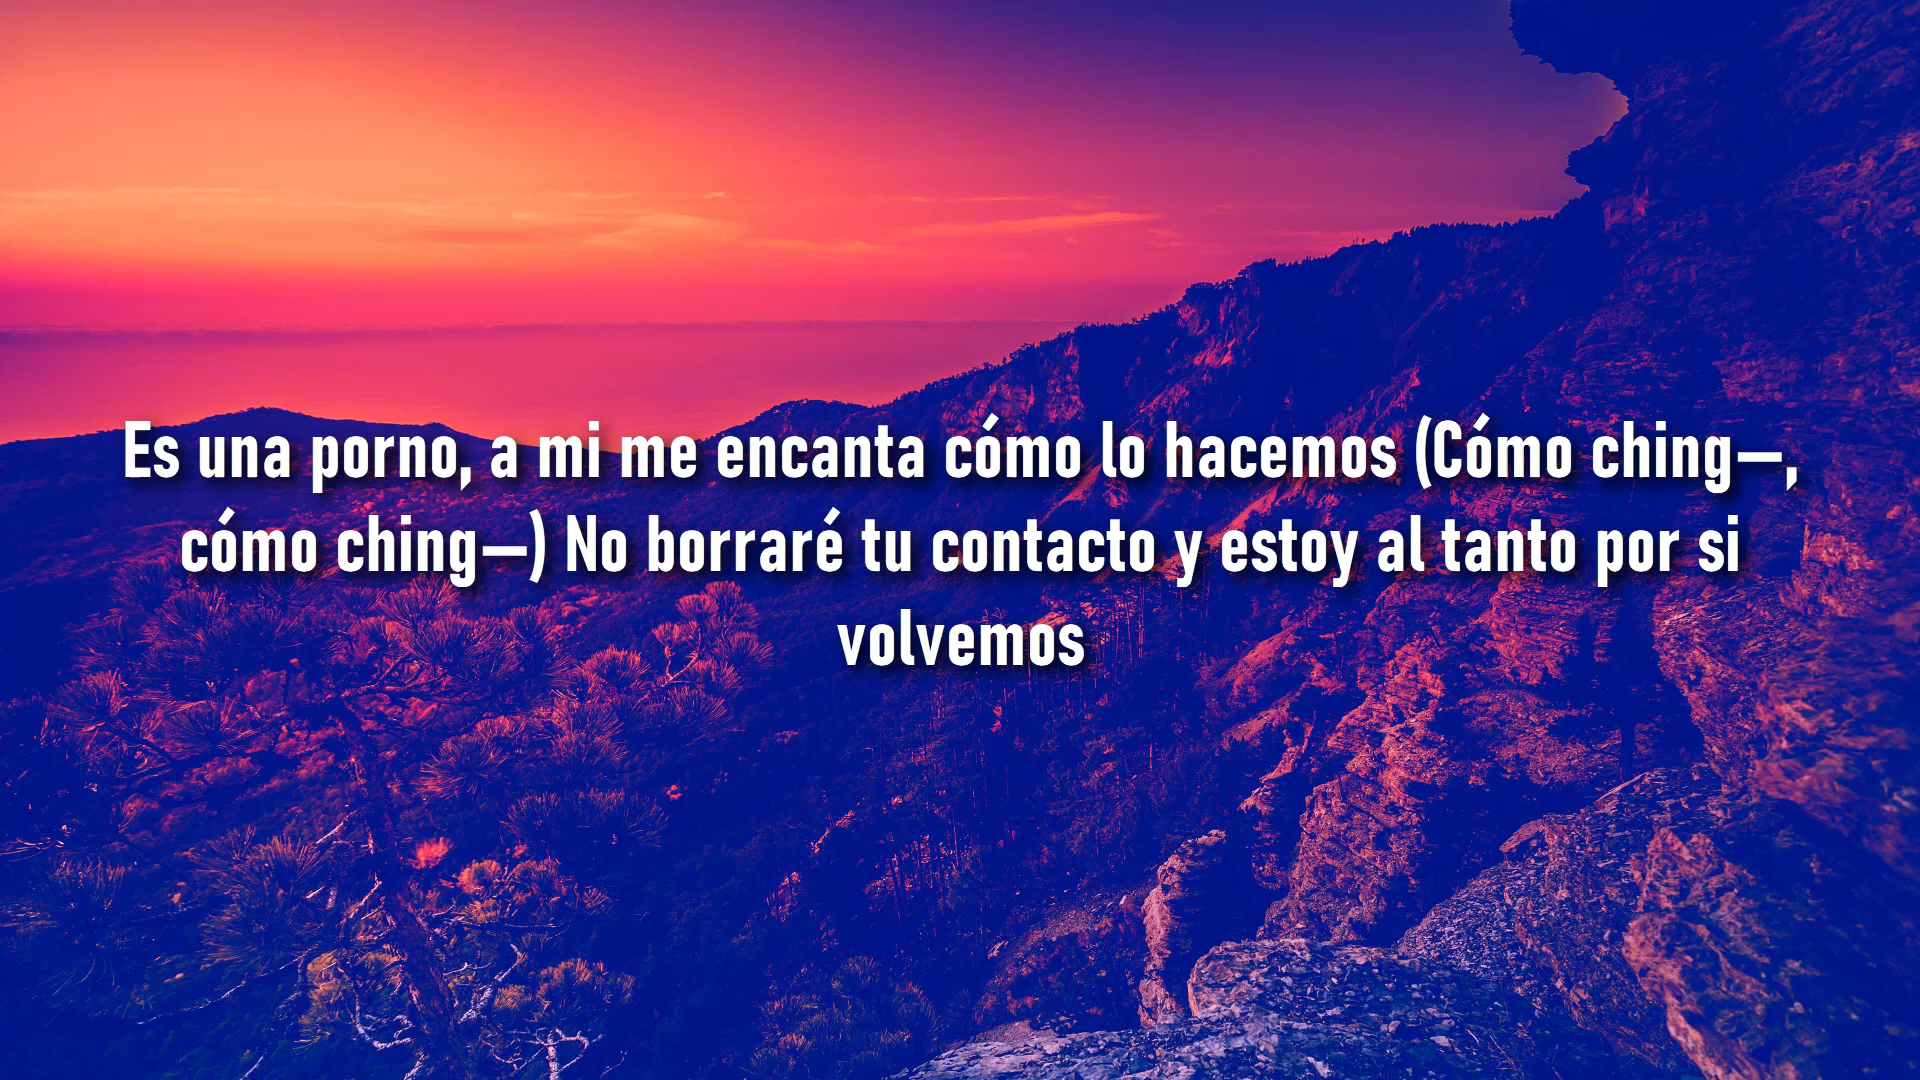 Es una porno, a mi me encanta cómo lo hacemos (Cómo ching—,
cómo ching—) No borraré tu contacto y estoy al tanto por si
volvemos